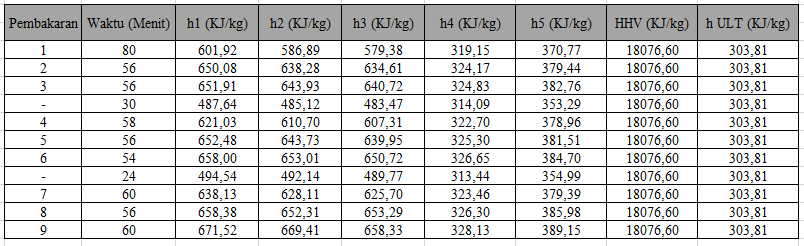 Pembakaran Waktu (Menit) h1 (KJ/kg) h2 (KJ/kg) h3 (KJ/kg) h4 (KJ/kg) h5 (KJ/kg) HHV (KJ/kg) h ULT (KJ/kg)
1 80 601,92 586,89 579,38 319,15 370,77 18076,60 303,81
2 56 650,08 638,28 634,61 324,17 379,44 18076,60 303,81
3 56 651,91 643,93 640,72 324,83 382,76 18076,60 303,81
- 30 487,64 485,12 483,47 314,09 353,29 18076,60 303,81
4 58 621,03 610,70 607,31 322,70 378,96 18076,60 303,81
5 56 652,48 643,73 639,95 325,30 381,51 18076,60 303,81
6 54 658,00 653,01 650,72 326,65 384,70 18076,60 303,81
- 24 494,54 492,14 489,77 313,44 354,99 18076,60 303,81
7 60 638,13 628,11 625,70 323,46 379,39 18076,60 303,81
8 56 658,38 652,31 653,29 326,30 385,98 18076,60 303,81
9 60 671,52 669,41 658,33 328,13 389,15 18076,60 303,81